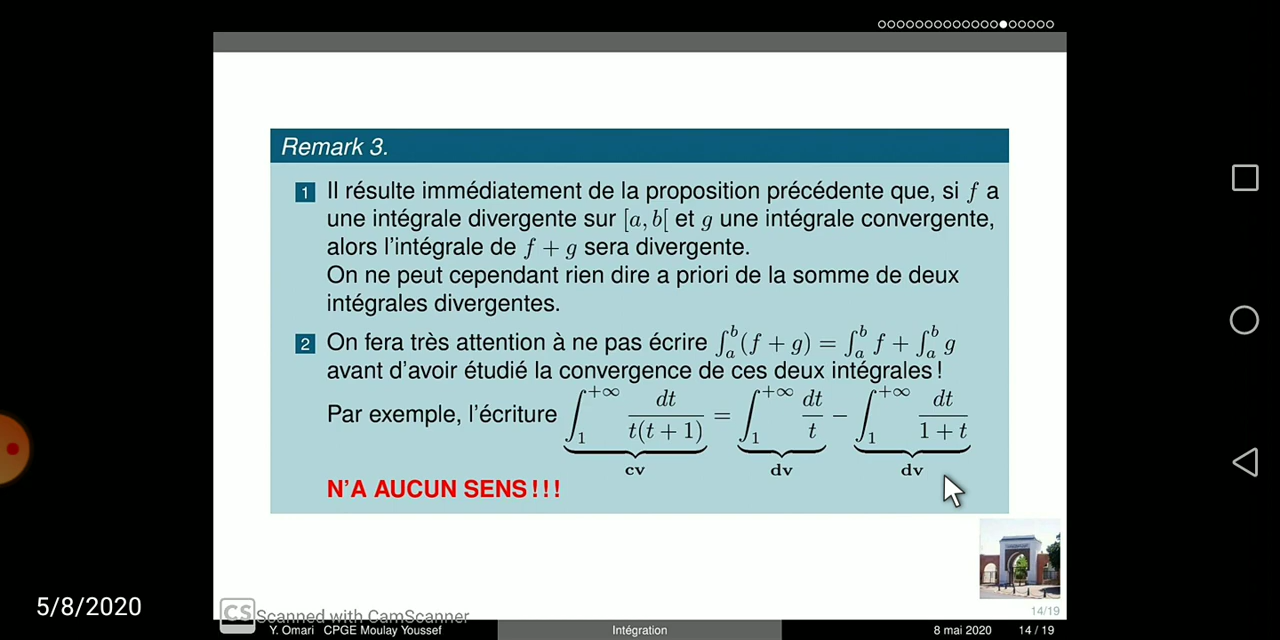 Remark 3.
1 Il résulte immédiatement de la proposition précédente que, si f a
une intégrale divergente sur [a, b[ et g une intégrale convergente,
alors l'intégrale de f + g sera divergente.
On ne peut cependant rien dire a priori de la somme de deux
intégrales divergentes.
2 On fera très attention à ne pas écrire ∫_a^b (f + g) = ∫_a^b f + ∫_a^b g
avant d'avoir étudié la convergence de ces deux intégrales !
Par exemple, l'écriture ∫_1^{+∞} dt/(t(t + 1)) = ∫_1^{+∞} dt/t − ∫_1^{+∞} dt/(1 + t)
cv dv dv
N'A AUCUN SENS ! ! !
14/19
5/8/2020
CS Scanned with CamScanner
Y. Omari CPGE Moulay Youssef Intégration 8 mai 2020 14 / 19